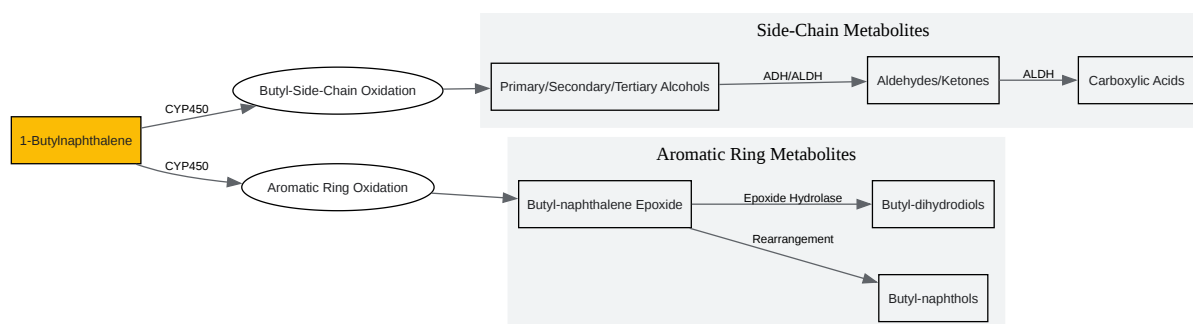 Side-Chain Metabolites
Primary/Secondary/Tertiary Alcohols
ADH/ALDH
Aldehydes/Ketones
ALDH
Carboxylic Acids
Butyl-Side-Chain Oxidation
CYP450
1-Butylnaphthalene
CYP450
Aromatic Ring Oxidation
Aromatic Ring Metabolites
Butyl-naphthalene Epoxide
Epoxide Hydrolase
Butyl-dihydrodiols
Rearrangement
Butyl-naphthols